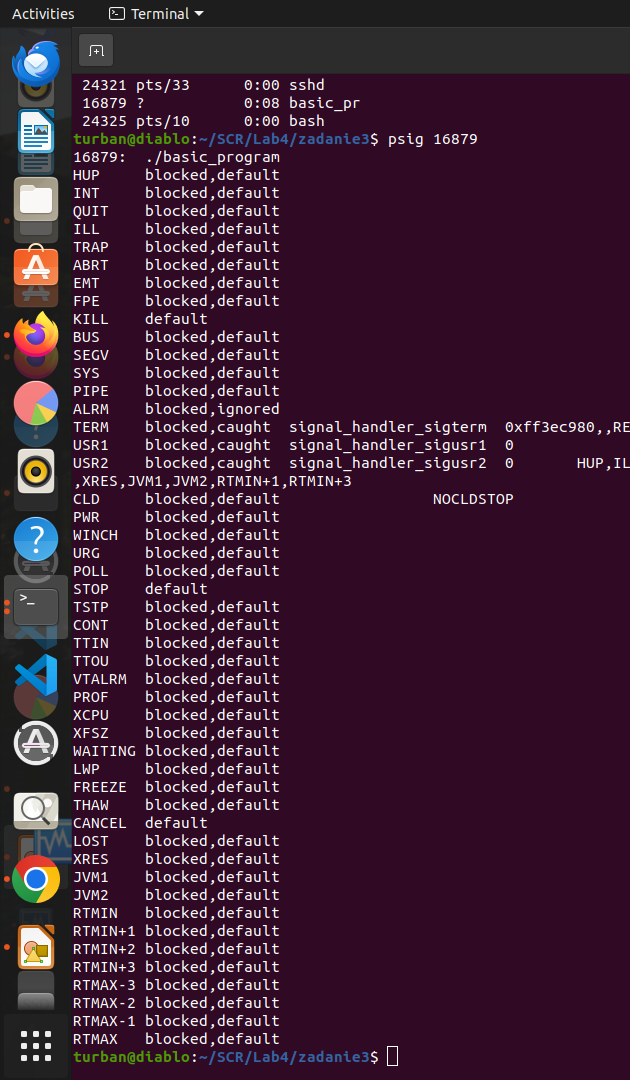 Activities Terminal
24321 pts/33 0:00 sshd
16879 ? 0:08 basic_pr
24325 pts/10 0:00 bash
turban@diablo:~/SCR/Lab4/zadanie3$ psig 16879
16879: ./basic_program
HUP blocked,default
INT blocked,default
QUIT blocked,default
ILL blocked,default
TRAP blocked,default
ABRT blocked,default
EMT blocked,default
FPE blocked,default
KILL default
BUS blocked,default
SEGV blocked,default
SYS blocked,default
PIPE blocked,default
ALRM blocked,ignored
TERM blocked,caught signal_handler_sigterm 0xff3ec980,,RE
USR1 blocked,caught signal_handler_sigusr1 0
USR2 blocked,caught signal_handler_sigusr2 0 HUP,IL
,XRES,JVM1,JVM2,RTMIN+1,RTMIN+3
CLD blocked,default NOCLDSTOP
PWR blocked,default
WINCH blocked,default
URG blocked,default
POLL blocked,default
STOP default
TSTP blocked,default
CONT blocked,default
TTIN blocked,default
TTOU blocked,default
VTALRM blocked,default
PROF blocked,default
XCPU blocked,default
XFSZ blocked,default
WAITING blocked,default
LWP blocked,default
FREEZE blocked,default
THAW blocked,default
CANCEL default
LOST blocked,default
XRES blocked,default
JVM1 blocked,default
JVM2 blocked,default
RTMIN blocked,default
RTMIN+1 blocked,default
RTMIN+2 blocked,default
RTMIN+3 blocked,default
RTMAX-3 blocked,default
RTMAX-2 blocked,default
RTMAX-1 blocked,default
RTMAX blocked,default
turban@diablo:~/SCR/Lab4/zadanie3$